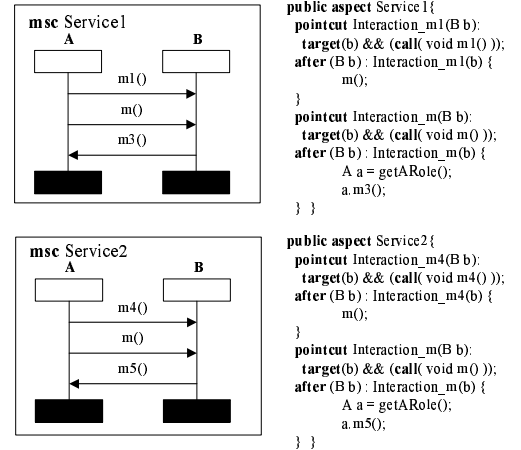 msc Service1
A B
m1()
m()
m3()
public aspect Service1{
pointcut Interaction_m1(B b):
target(b) && (call( void m1() ));
after (B b) : Interaction_m1(b) {
m();
}
pointcut Interaction_m(B b):
target(b) && (call( void m() ));
after (B b) : Interaction_m(b) {
A a = getARole();
a.m3();
} }
msc Service2
A B
m4()
m()
m5()
public aspect Service2{
pointcut Interaction_m4(B b):
target(b) && (call( void m4() ));
after (B b) : Interaction_m4(b) {
m();
}
pointcut Interaction_m(B b):
target(b) && (call( void m() ));
after (B b) : Interaction_m(b) {
A a = getARole();
a.m5();
} }